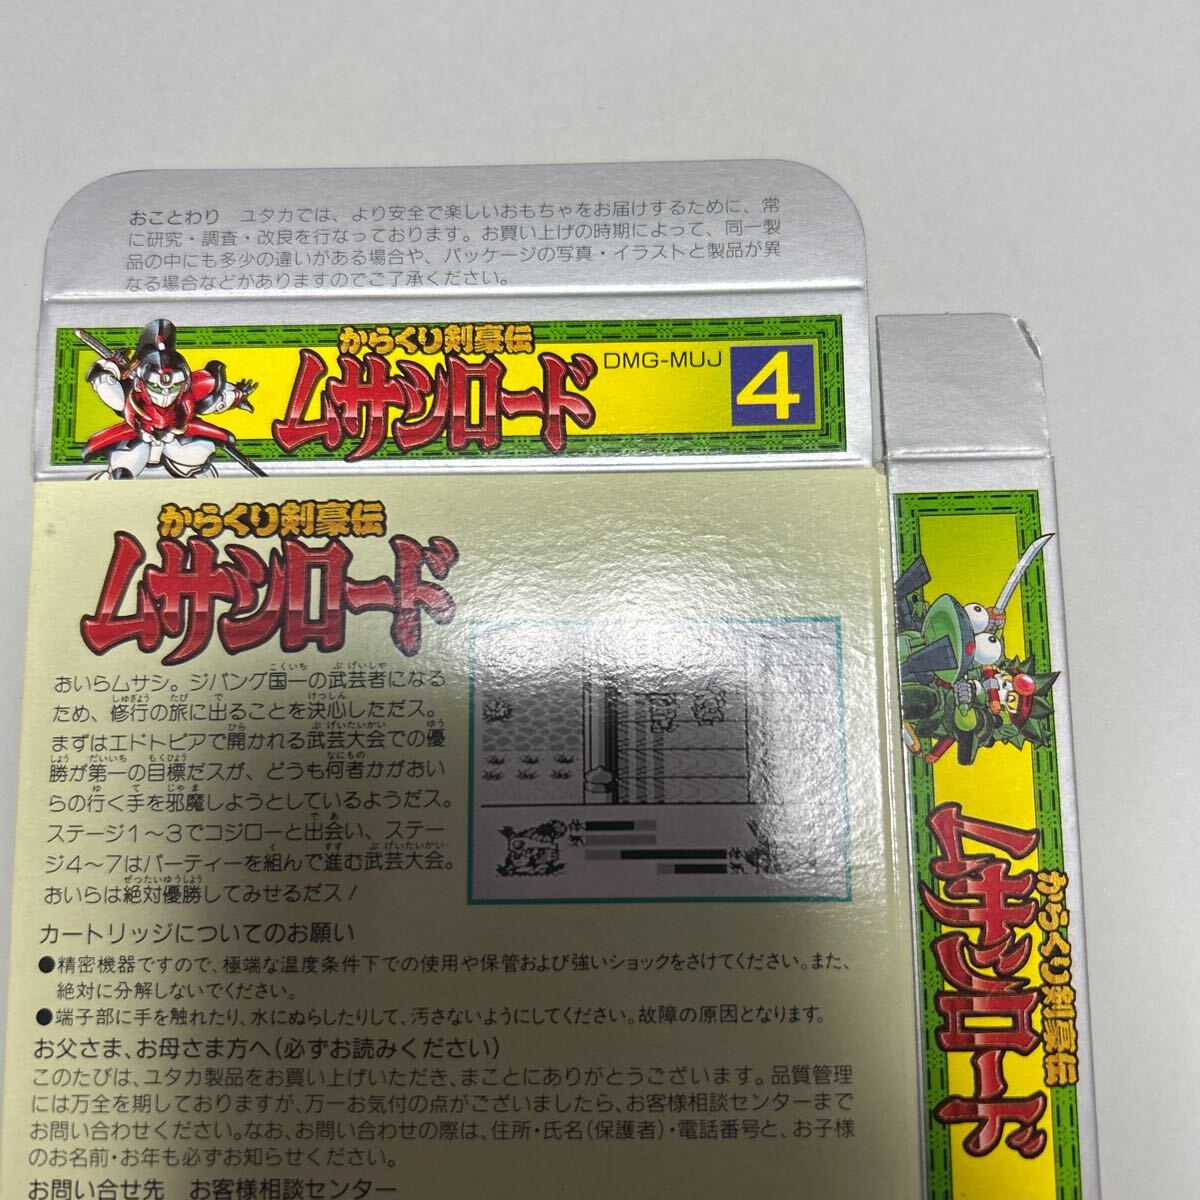 おことわり ユタカでは、より安全で楽しいおもちゃをお届けするために、常
に研究・調査・改良を行なっております。お買い上げの時期によって、同一製
品の中にも多少の違いがある場合や、パッケージの写真・イラストと製品が異
なる場合などがありますのでご了承ください。
からくり剣豪伝
ムサシロード
DMG-MUJ
4
からくり剣豪伝
ムサシロード
おいらムサシ。ジパング国一の武芸者になる
ため、修行の旅に出ることを決心しただス。
まずはエドトピアで開かれる武芸大会での優
勝が第一の目標だスが、どうも何者かがおい
らの行く手を邪魔しようとしているようだス。
ステージ1〜3でコジローと出会い、ステー
ジ4〜7はパーティーを組んで進む武芸大会。
おいらは絶対優勝してみせるだス!
カートリッジについてのお願い
●精密機器ですので、極端な温度条件下での使用や保管および強いショックをさけてください。また、
絶対に分解しないでください。
●端子部に手を触れたり、水にぬらしたりして、汚さないようにしてください。故障の原因となります。
お父さま、お母さま方へ(必ずお読みください)
このたびは、ユタカ製品をお買い上げいただき、まことにありがとうございます。品質管理
には万全を期しておりますが、万一お気付の点がございましたら、お客様相談センターまで
お問い合わせください。なお、お問い合わせの際は、住所・氏名(保護者)・電話番号と、お子様
のお名前・お年も必ずお知らせください。
お問い合せ先 お客様相談センター
からくり剣豪伝
ムサシロード